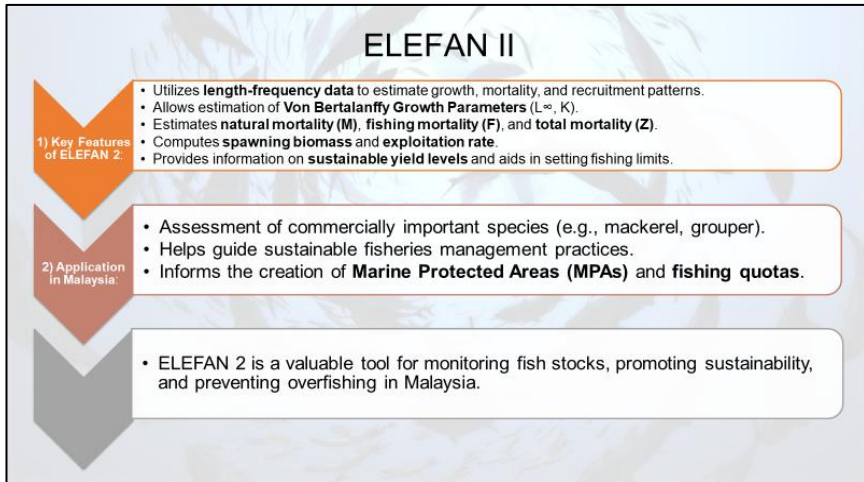 ELEFAN II
1) Key Features
of ELEFAN 2:
• Utilizes length-frequency data to estimate growth, mortality, and recruitment patterns.
• Allows estimation of Von Bertalanffy Growth Parameters (L∞, K).
• Estimates natural mortality (M), fishing mortality (F), and total mortality (Z).
• Computes spawning biomass and exploitation rate.
• Provides information on sustainable yield levels and aids in setting fishing limits.
2) Application
in Malaysia:
• Assessment of commercially important species (e.g., mackerel, grouper).
• Helps guide sustainable fisheries management practices.
• Informs the creation of Marine Protected Areas (MPAs) and fishing quotas.
• ELEFAN 2 is a valuable tool for monitoring fish stocks, promoting sustainability,
and preventing overfishing in Malaysia.